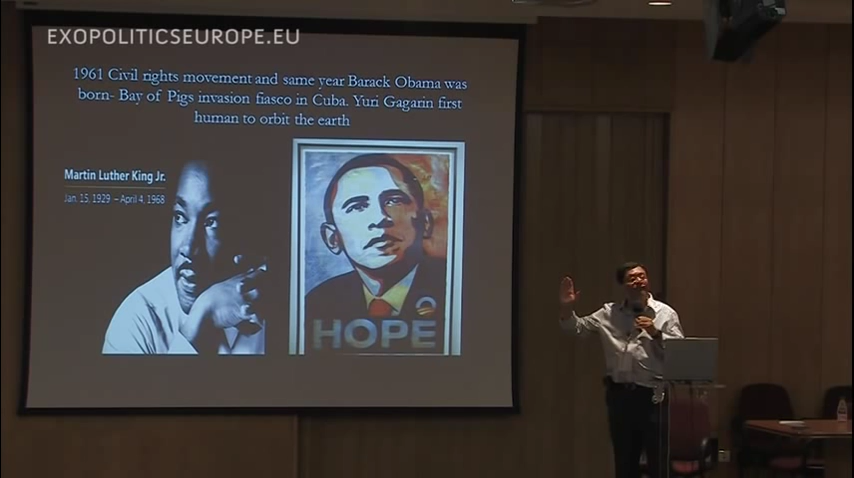 EXOPOLITICSEUROPE.EU
1961 Civil rights movement and same year Barack Obama was
born- Bay of Pigs invasion fiasco in Cuba. Yuri Gagarin first
human to orbit the earth
Martin Luther King Jr.
Jan. 15, 1929 – April 4, 1968
HOPE